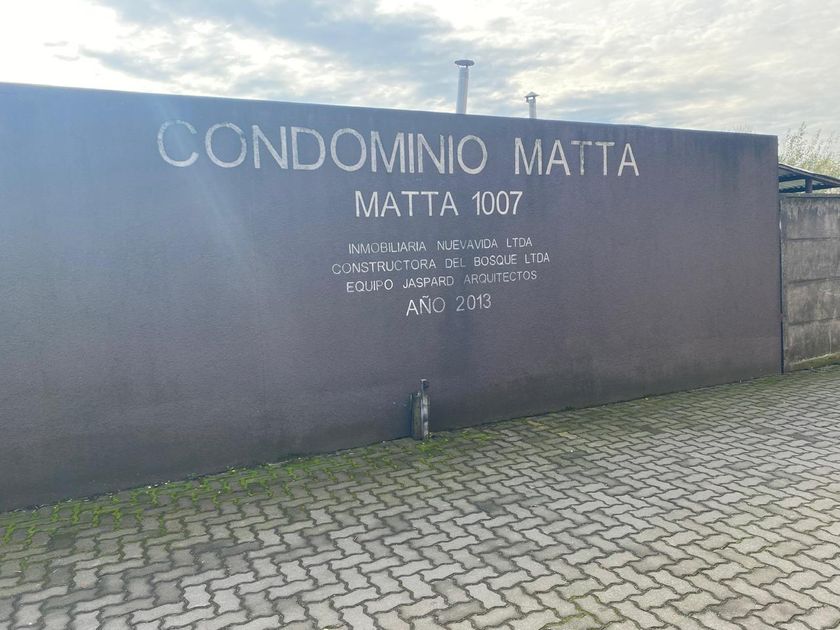 CONDOMINIO MATTA
MATTA 1007
INMOBILIARIA NUEVAVIDA LTDA
CONSTRUCTORA DEL BOSQUE LTDA
EQUIPO JASPARD ARQUITECTOS
AÑO 2013